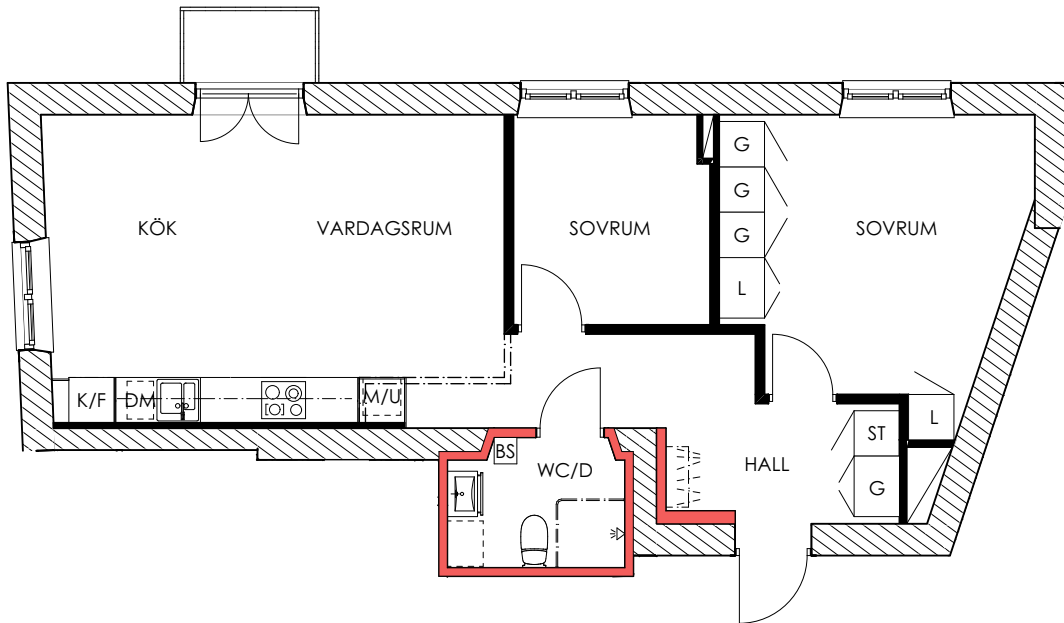 G
G
KÖK VARDAGSRUM SOVRUM G SOVRUM
L
K/F DM M/U
L
ST
BS WC/D HALL
G